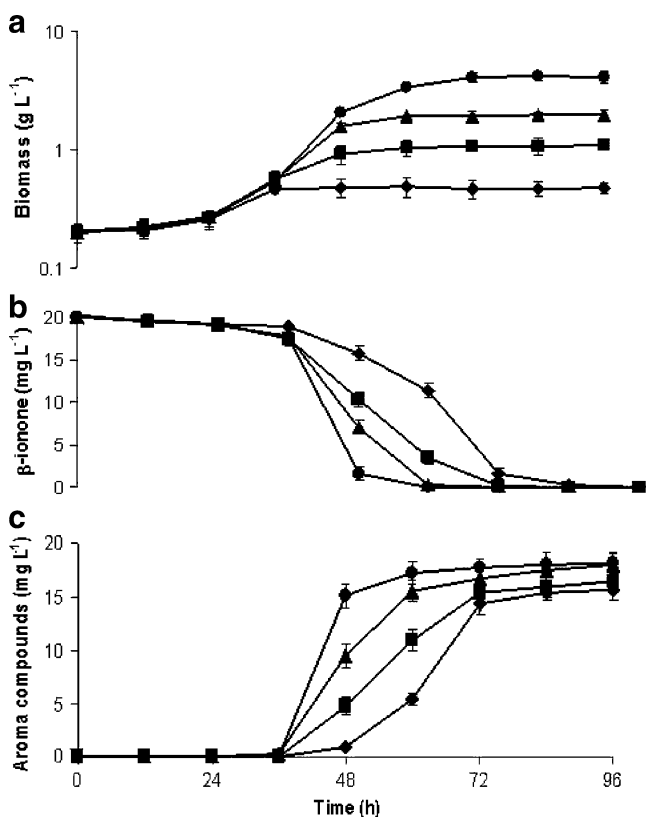 a
10
1
0.1
Biomass (g L-1)
b
20
15
10
5
0
β-ionone (mg L-1)
c
20
15
10
5
0
Aroma compounds (mg L-1)
0 24 48 72 96
Time (h)